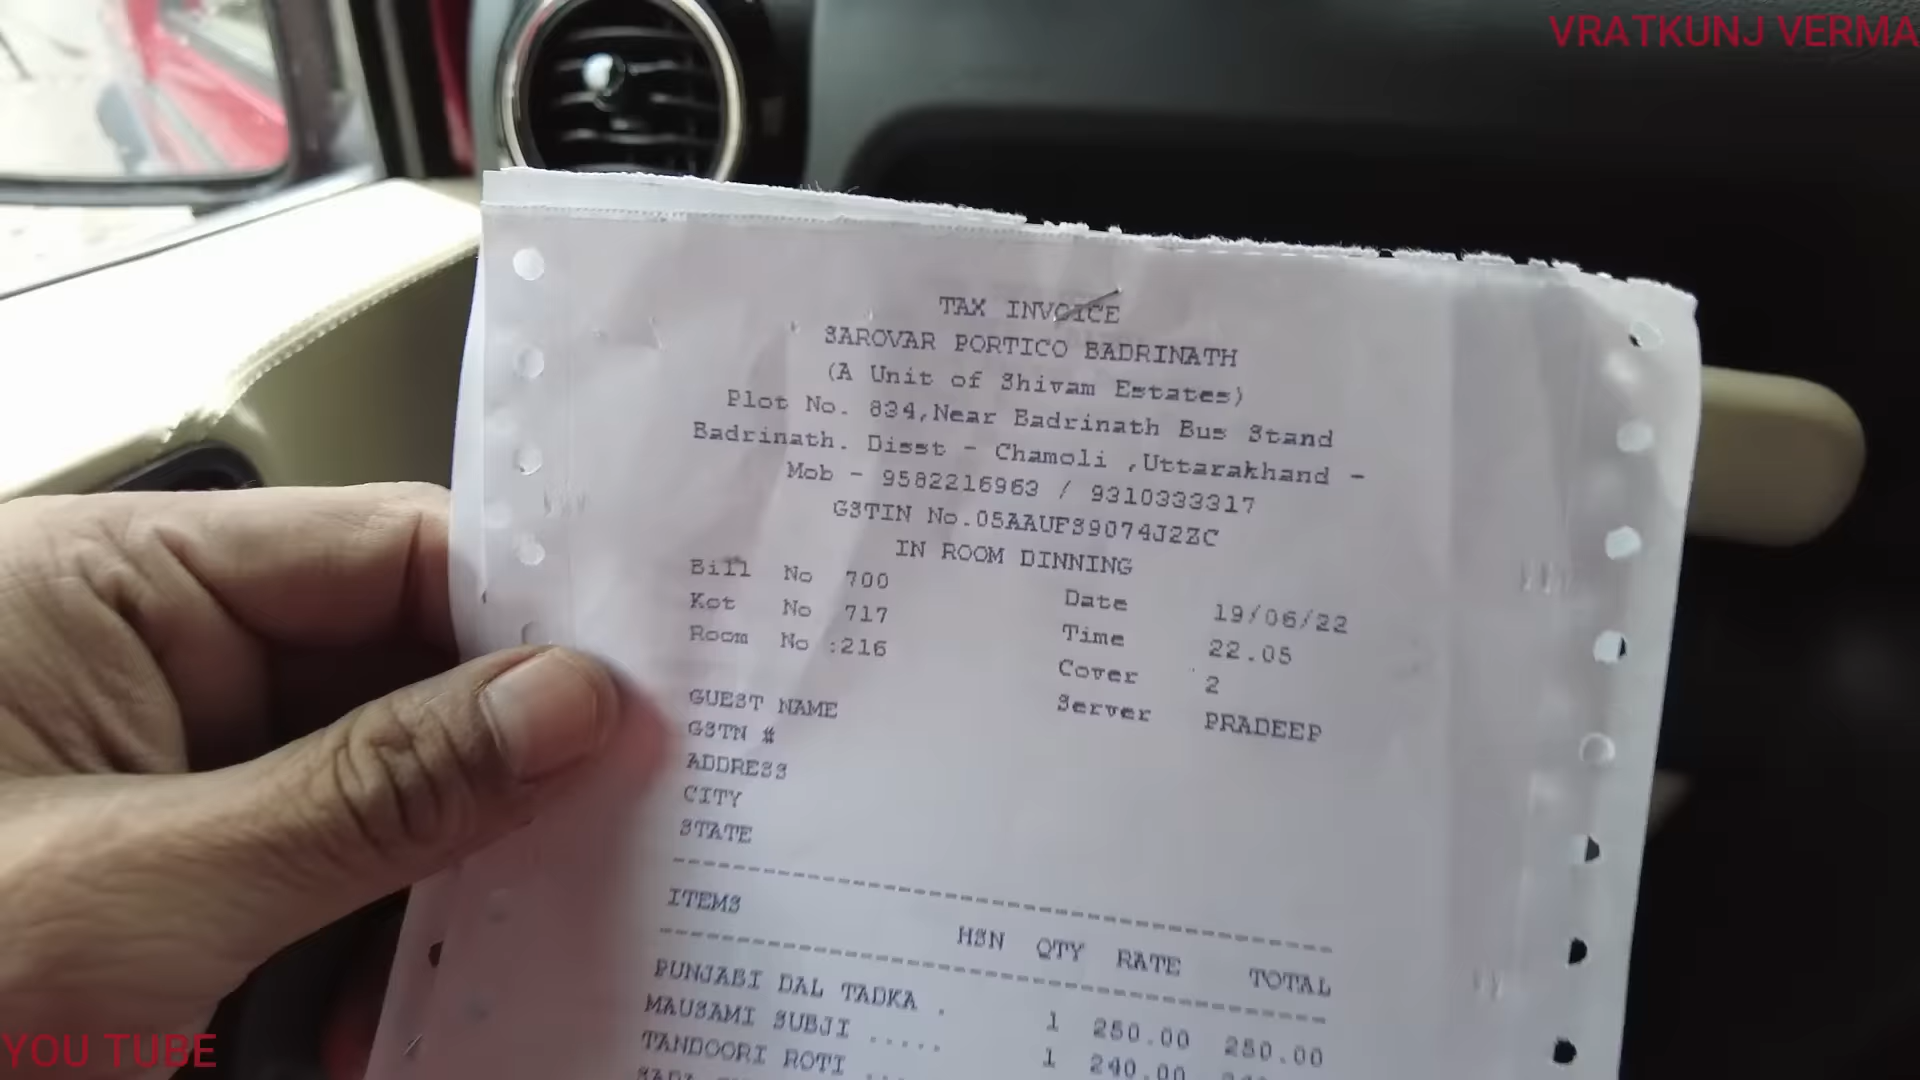 VRATKUNJ VERMA
TAX INVOICE
SAROVAR PORTICO BADRINATH
(A Unit of Shivam Estates)
Plot No. 834,Near Badrinath Bus Stand
Badrinath. Disst - Chamoli ,Uttarakhand -
Mob - 9582216963 / 9310333317
GSTIN No.05AAUFS9074J2ZC
IN ROOM DINNING
Bill No 700 Date 19/06/22
Kot No 717 Time 22.05
Room No :216 Cover 2
Server PRADEEP
GUEST NAME
GSTN #
ADDRESS
CITY
STATE
ITEMS HSN QTY RATE TOTAL
PUNJABI DAL TADKA . 1 250.00 250.00
MAUSAMI SUBJI ..... 1 240.00
TANDOORI ROTI
YOU TUBE